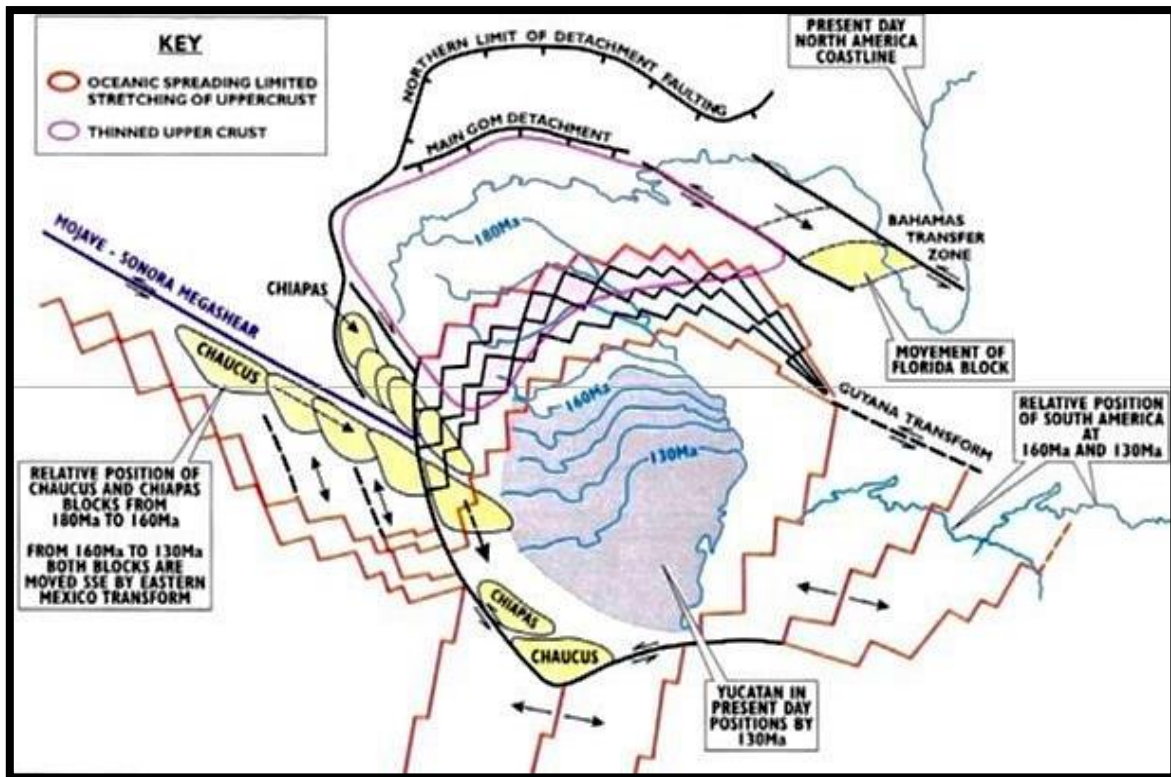 KEY
OCEANIC SPREADING LIMITED
STRETCHING OF UPPERCRUST
THINNED UPPER CRUST
NORTHERN LIMIT OF DETACHMENT FAULTING
MAIN GOM DETACHMENT
PRESENT DAY
NORTH AMERICA
COASTLINE
BAHAMAS
TRANSFER
ZONE
MOJAVE - SONORA MEGASHEAR
180Ma
CHIAPAS
CHAUCUS
MOVEMENT OF
FLORIDA BLOCK
160Ma
GUYANA TRANSFORM
RELATIVE POSITION
OF SOUTH AMERICA
AT
160Ma AND 130Ma
130Ma
RELATIVE POSITION OF
CHAUCUS AND CHIAPAS
BLOCKS FROM
180Ma TO 160Ma
FROM 160Ma TO 130Ma
BOTH BLOCKS ARE
MOVED SSE BY EASTERN
MEXICO TRANSFORM
CHIAPAS
CHAUCUS
YUCATAN IN
PRESENT DAY
POSITIONS BY
130Ma